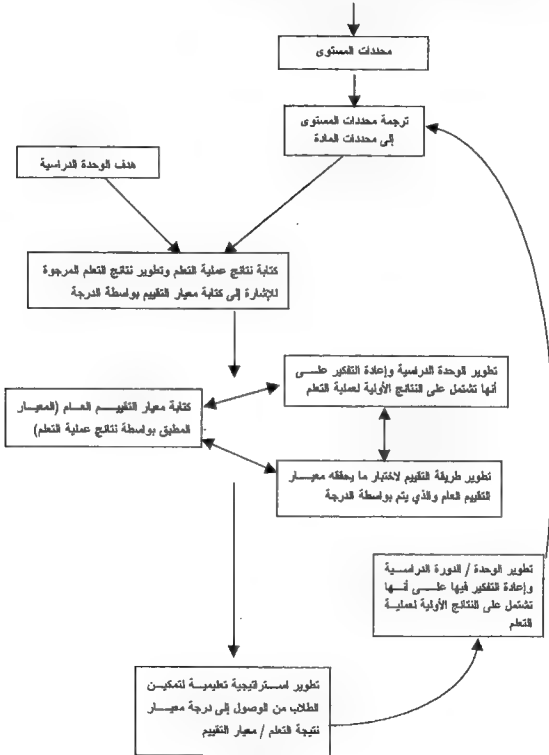 محددات المستوى
ترجمة محددات المستوى
إلى محددات المادة
هدف الوحدة الدراسية
كتابة نتائج عملية التعلم وتطوير نتائج التعلم المرجوة
للإشارة إلى كتابة معيار التقييم بواسطة الدرجة
تطوير الوحدة الدراسية وإعادة التفكير على
أنها تشتمل على النتائج الأولية لعملية التعلم
كتابة معيار التقييم العام (المعيار
المطبق بواسطة نتائج عملية التعلم)
تطوير طريقة التقييم لاختبار ما يحققه معيار
التقييم العام والذي يتم بواسطة الدرجة
تطوير الوحدة / الدورة الدراسية
وإعادة التفكير فيها على أنها
تشتمل على النتائج الأولية لعملية
التعلم
تطوير استراتيجية تعليمية لتمكين
الطلاب من الوصول إلى درجة معيار
نتيجة التعلم / معيار التقييم